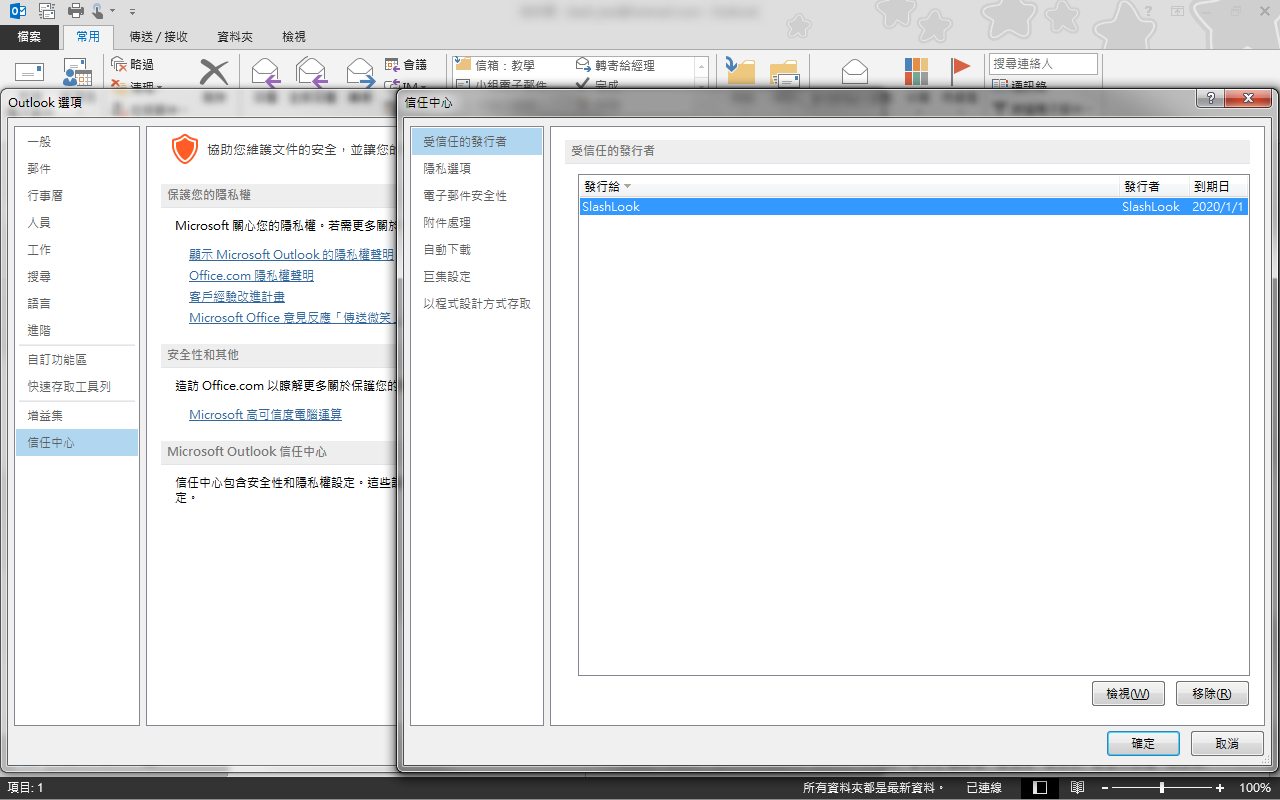 檔案
常用
傳送 / 接收
資料夾
檢視
略過
會議
信箱：教學
轉寄給經理
搜尋連絡人
清理
小組電子郵件
完成
通訊錄
Outlook 選項
一般
郵件
行事曆
人員
工作
搜尋
語言
進階
自訂功能區
快速存取工具列
增益集
信任中心
協助您維護文件的安全，並讓您的
保護您的隱私權
Microsoft 關心您的隱私權。若需更多關於
顯示 Microsoft Outlook 的隱私權聲明
Office.com 隱私權聲明
客戶經驗改進計畫
Microsoft Office 意見反應「傳送微笑」
安全性和其他
造訪 Office.com 以瞭解更多關於保護您的
Microsoft 高可信度電腦運算
Microsoft Outlook 信任中心
信任中心包含安全性和隱私權設定。這些設
定。
信任中心
?
受信任的發行者
隱私選項
電子郵件安全性
附件處理
自動下載
巨集設定
以程式設計方式存取
受信任的發行者
發行給 發行者 到期日
SlashLook SlashLook 2020/1/1
檢視(W) 移除(R)
確定 取消
項目: 1
所有資料夾都是最新資料。
已連線
100%